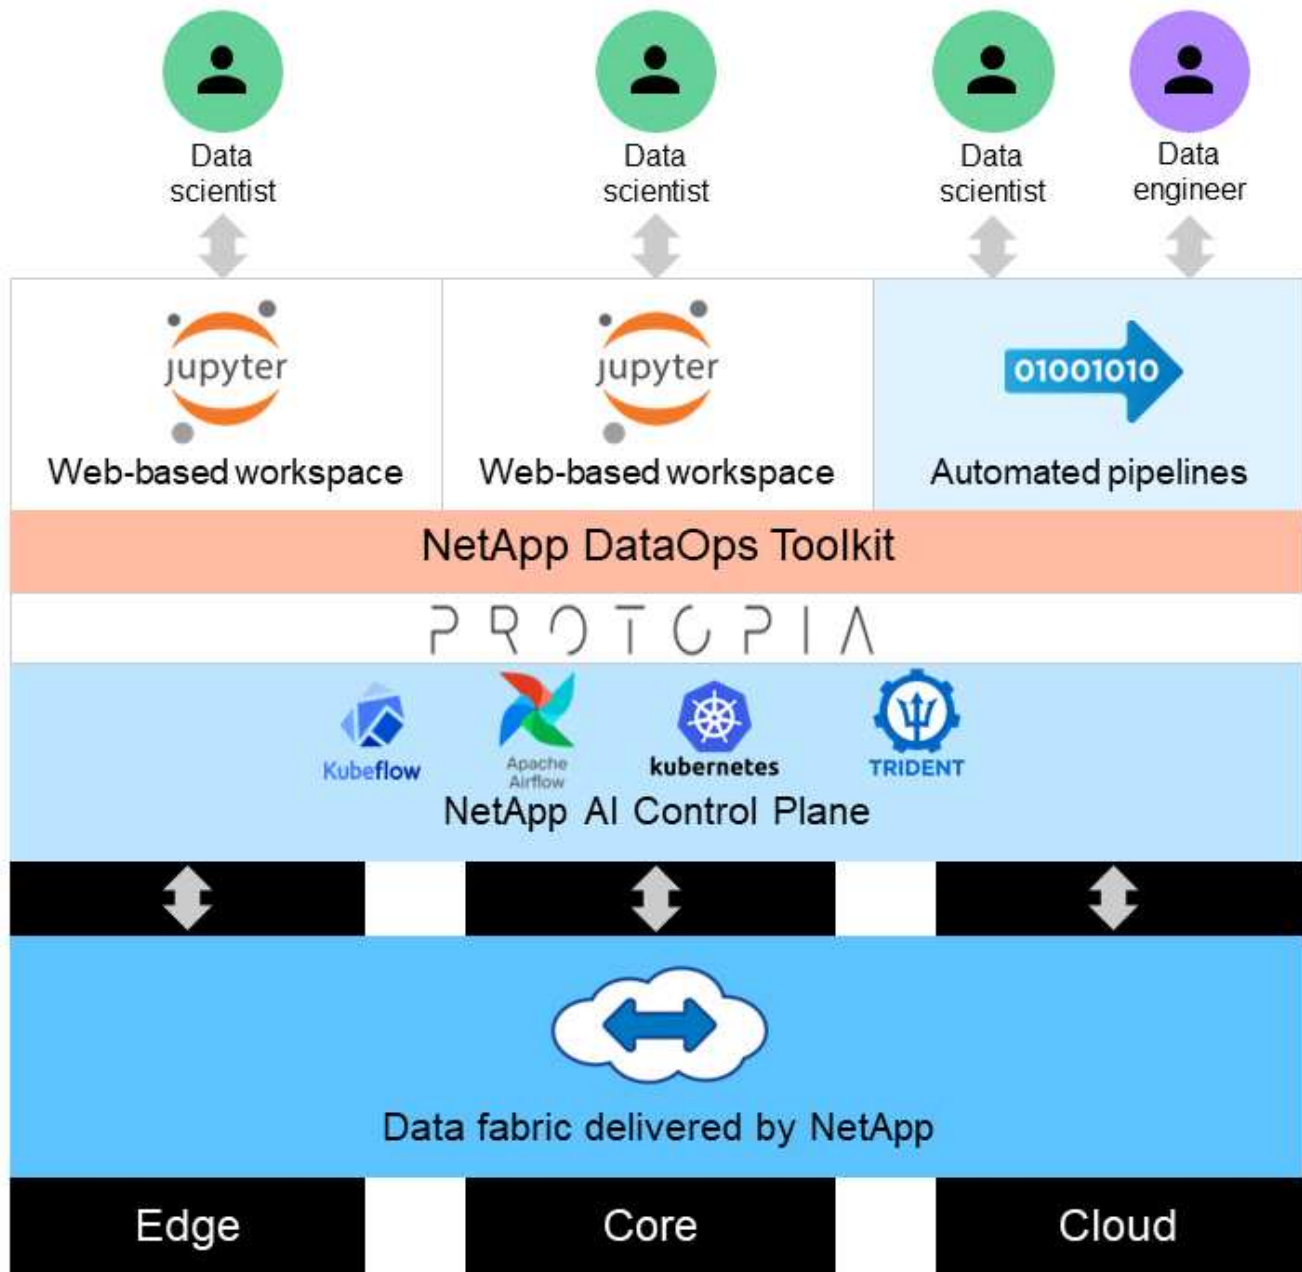 Data
scientist
Data
scientist
Data
scientist
Data
engineer
jupyter
Web-based workspace
jupyter
Web-based workspace
01001010
Automated pipelines
NetApp DataOps Toolkit
PROTOPIA
Kubeflow
Apache
Airflow
kubernetes
TRIDENT
NetApp AI Control Plane
Data fabric delivered by NetApp
Edge
Core
Cloud